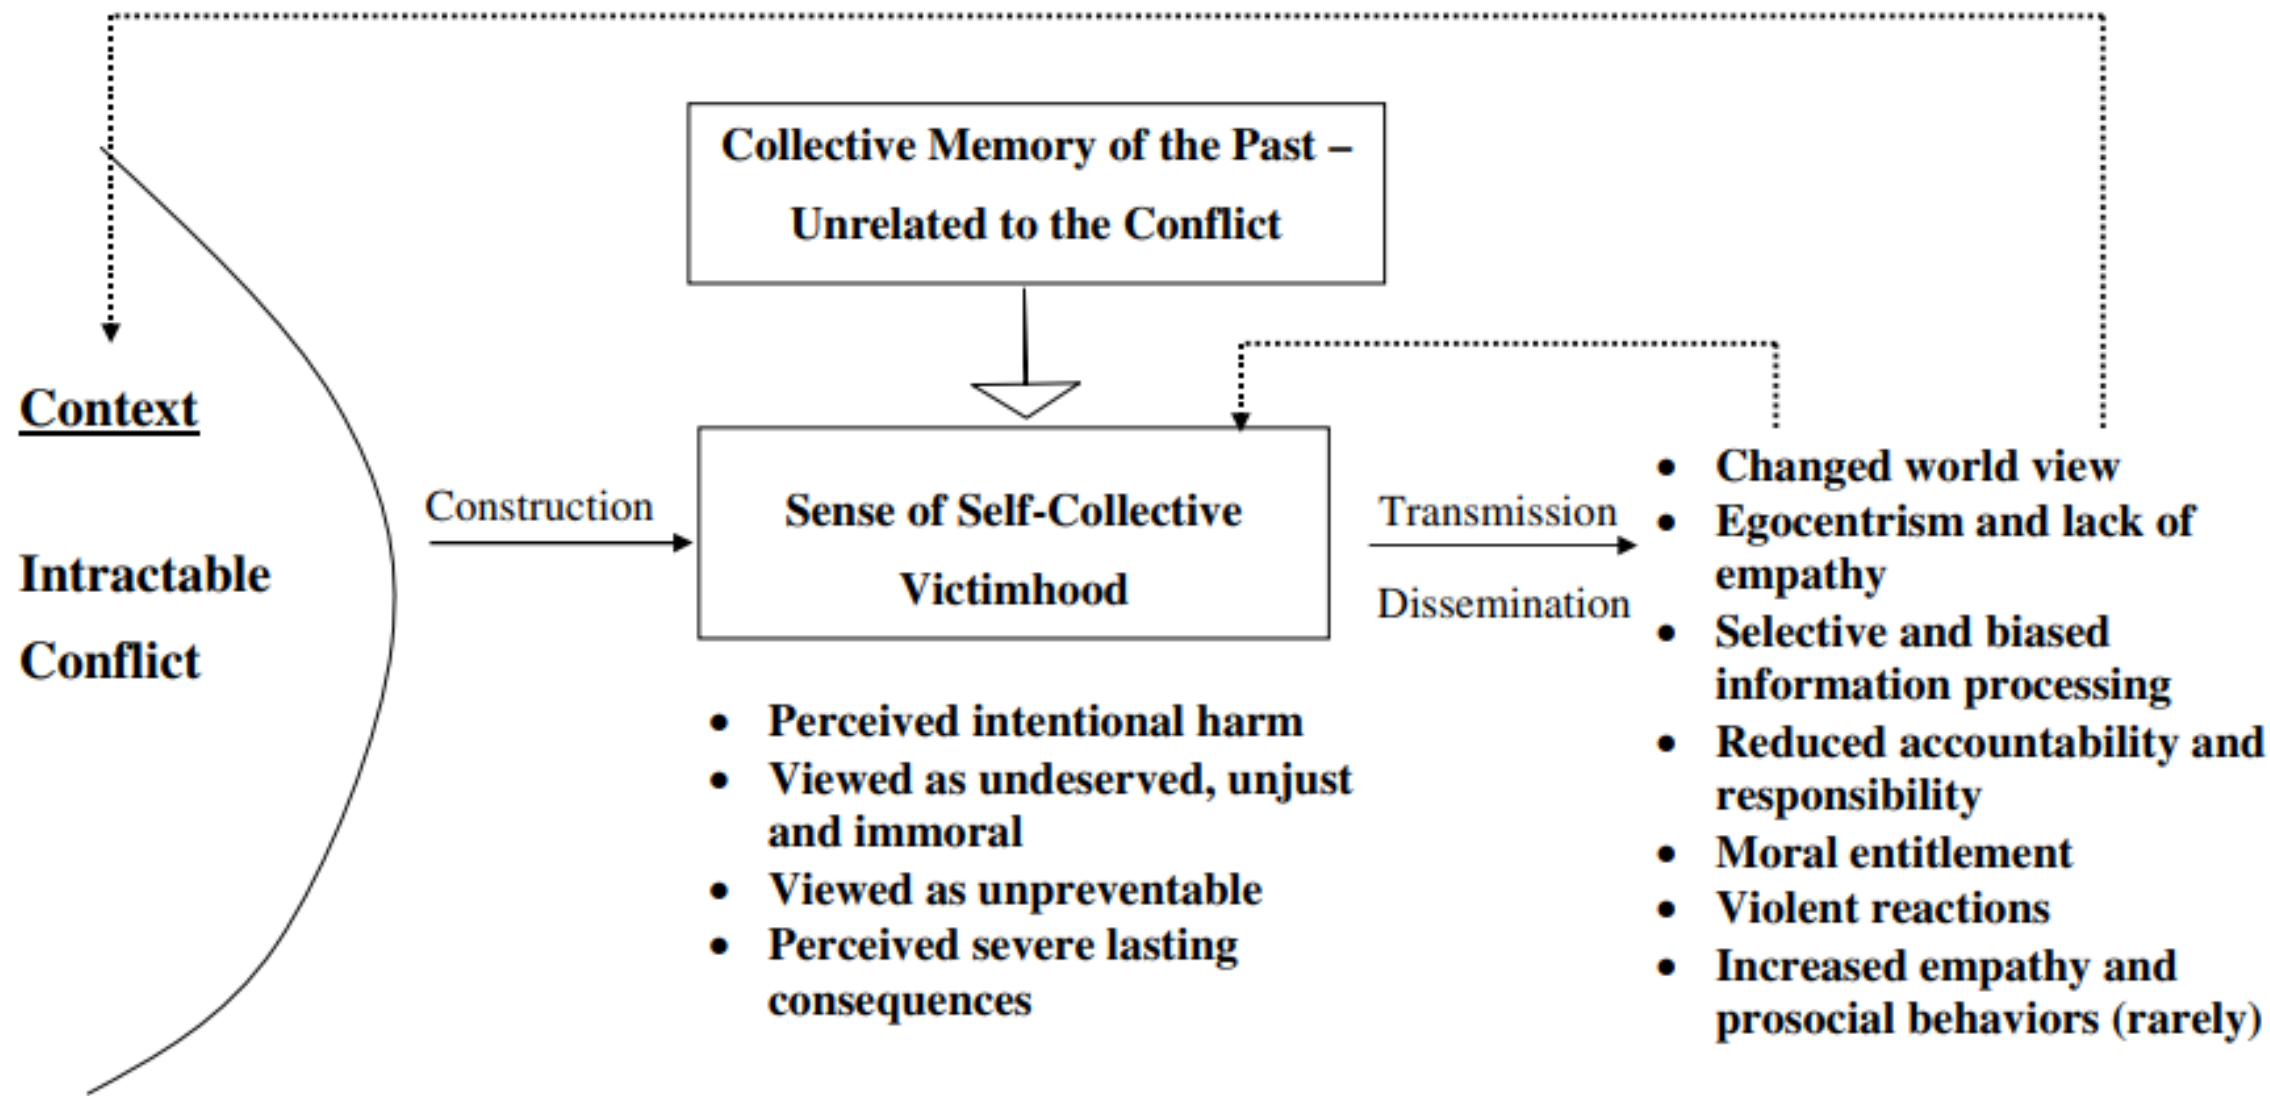 Collective Memory of the Past –
Unrelated to the Conflict
Context
Intractable
Conflict
Construction
Sense of Self-Collective
Victimhood
• Perceived intentional harm
• Viewed as undeserved, unjust
and immoral
• Viewed as unpreventable
• Perceived severe lasting
consequences
Transmission
Dissemination
• Changed world view
• Egocentrism and lack of
empathy
• Selective and biased
information processing
• Reduced accountability and
responsibility
• Moral entitlement
• Violent reactions
• Increased empathy and
prosocial behaviors (rarely)